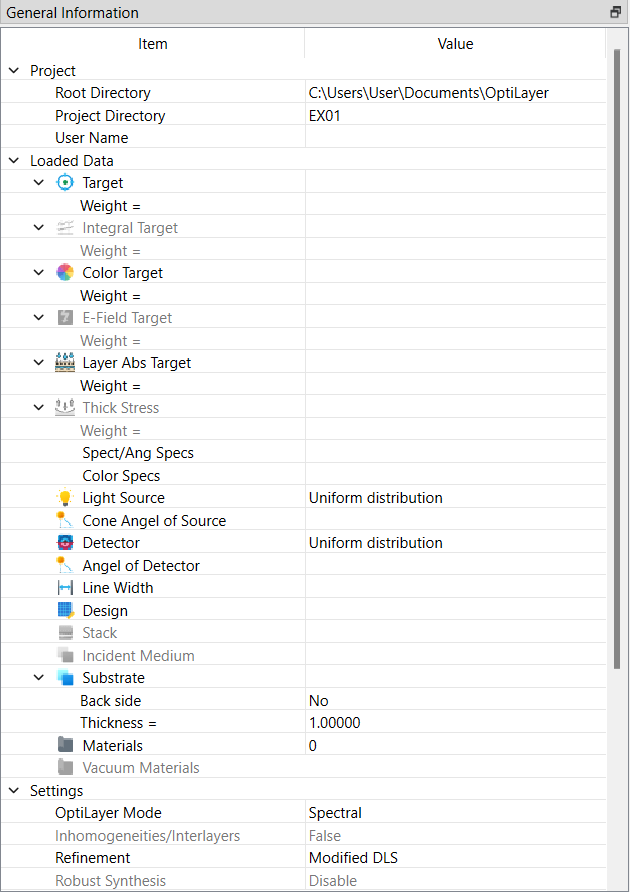 General Information
Item Value
Project
Root Directory C:\Users\User\Documents\OptiLayer
Project Directory EX01
User Name
Loaded Data
Target
Weight =
Integral Target
Weight =
Color Target
Weight =
E-Field Target
Weight =
Layer Abs Target
Weight =
Thick Stress
Weight =
Spect/Ang Specs
Color Specs
Light Source Uniform distribution
Cone Angel of Source
Detector Uniform distribution
Angel of Detector
Line Width
Design
Stack
Incident Medium
Substrate
Back side No
Thickness = 1.00000
Materials 0
Vacuum Materials
Settings
OptiLayer Mode Spectral
Inhomogeneities/Interlayers False
Refinement Modified DLS
Robust Synthesis Disable